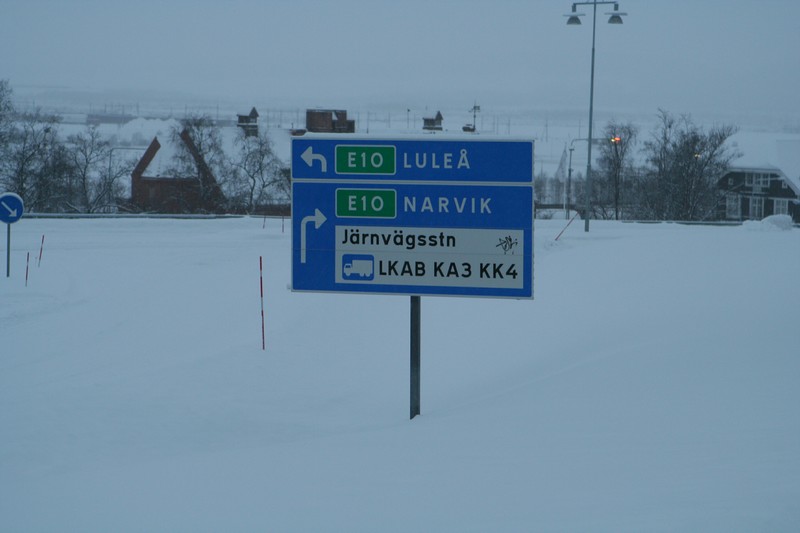 E10 LULEÅ
E10 NARVIK
Järnvägsstn
LKAB KA3 KK4